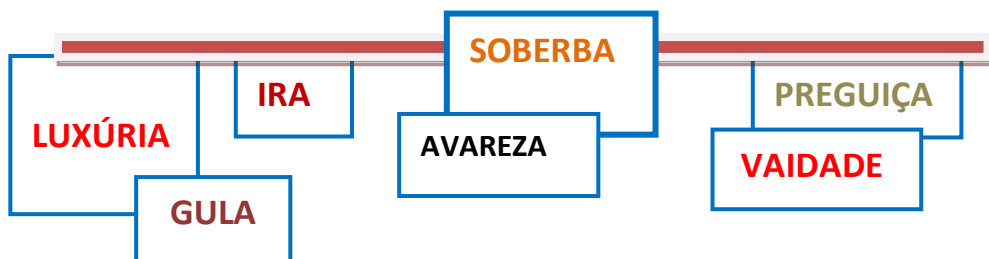 SOBERBA
IRA
PREGUIÇA
LUXÚRIA
AVAREZA
VAIDADE
GULA